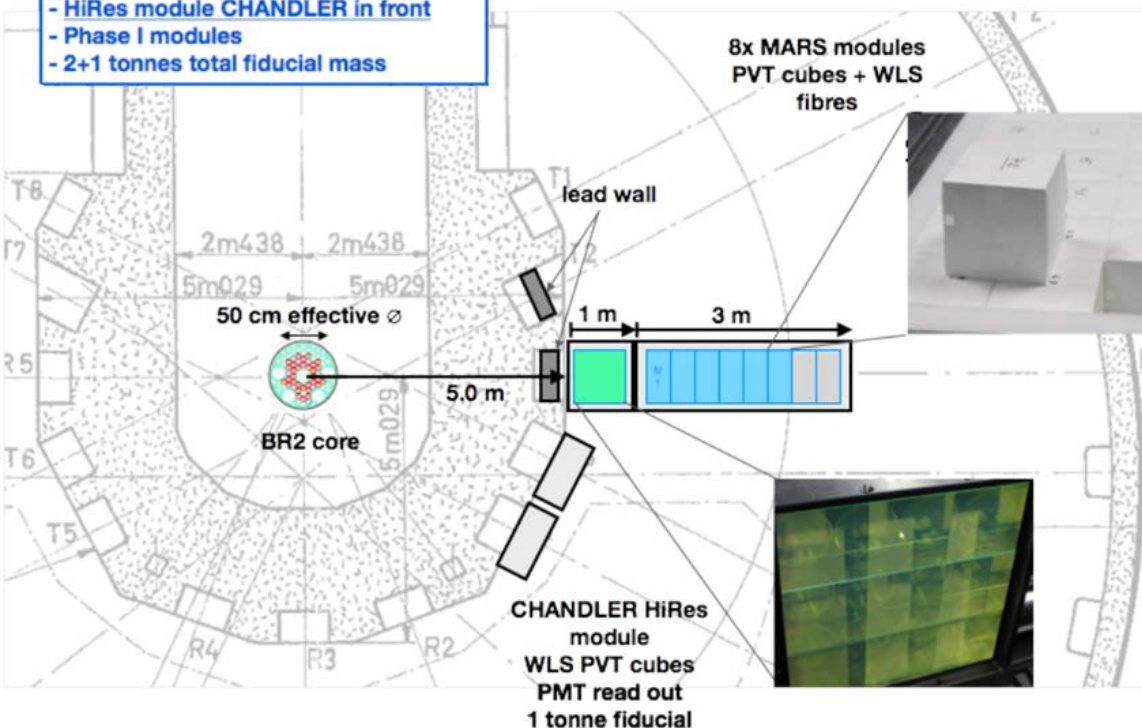 - HiRes module CHANDLER in front
- Phase I modules
- 2+1 tonnes total fiducial mass
8x MARS modules
PVT cubes + WLS
fibres
T8
T1
lead wall
T7
2m438
2m438
T2
5m029
5m029
50 cm effective ⌀
1 m
3 m
R5
5.0 m
5m029
BR2 core
T6
T5
CHANDLER HiRes
module
WLS PVT cubes
PMT read out
1 tonne fiducial
R4
R3
R2